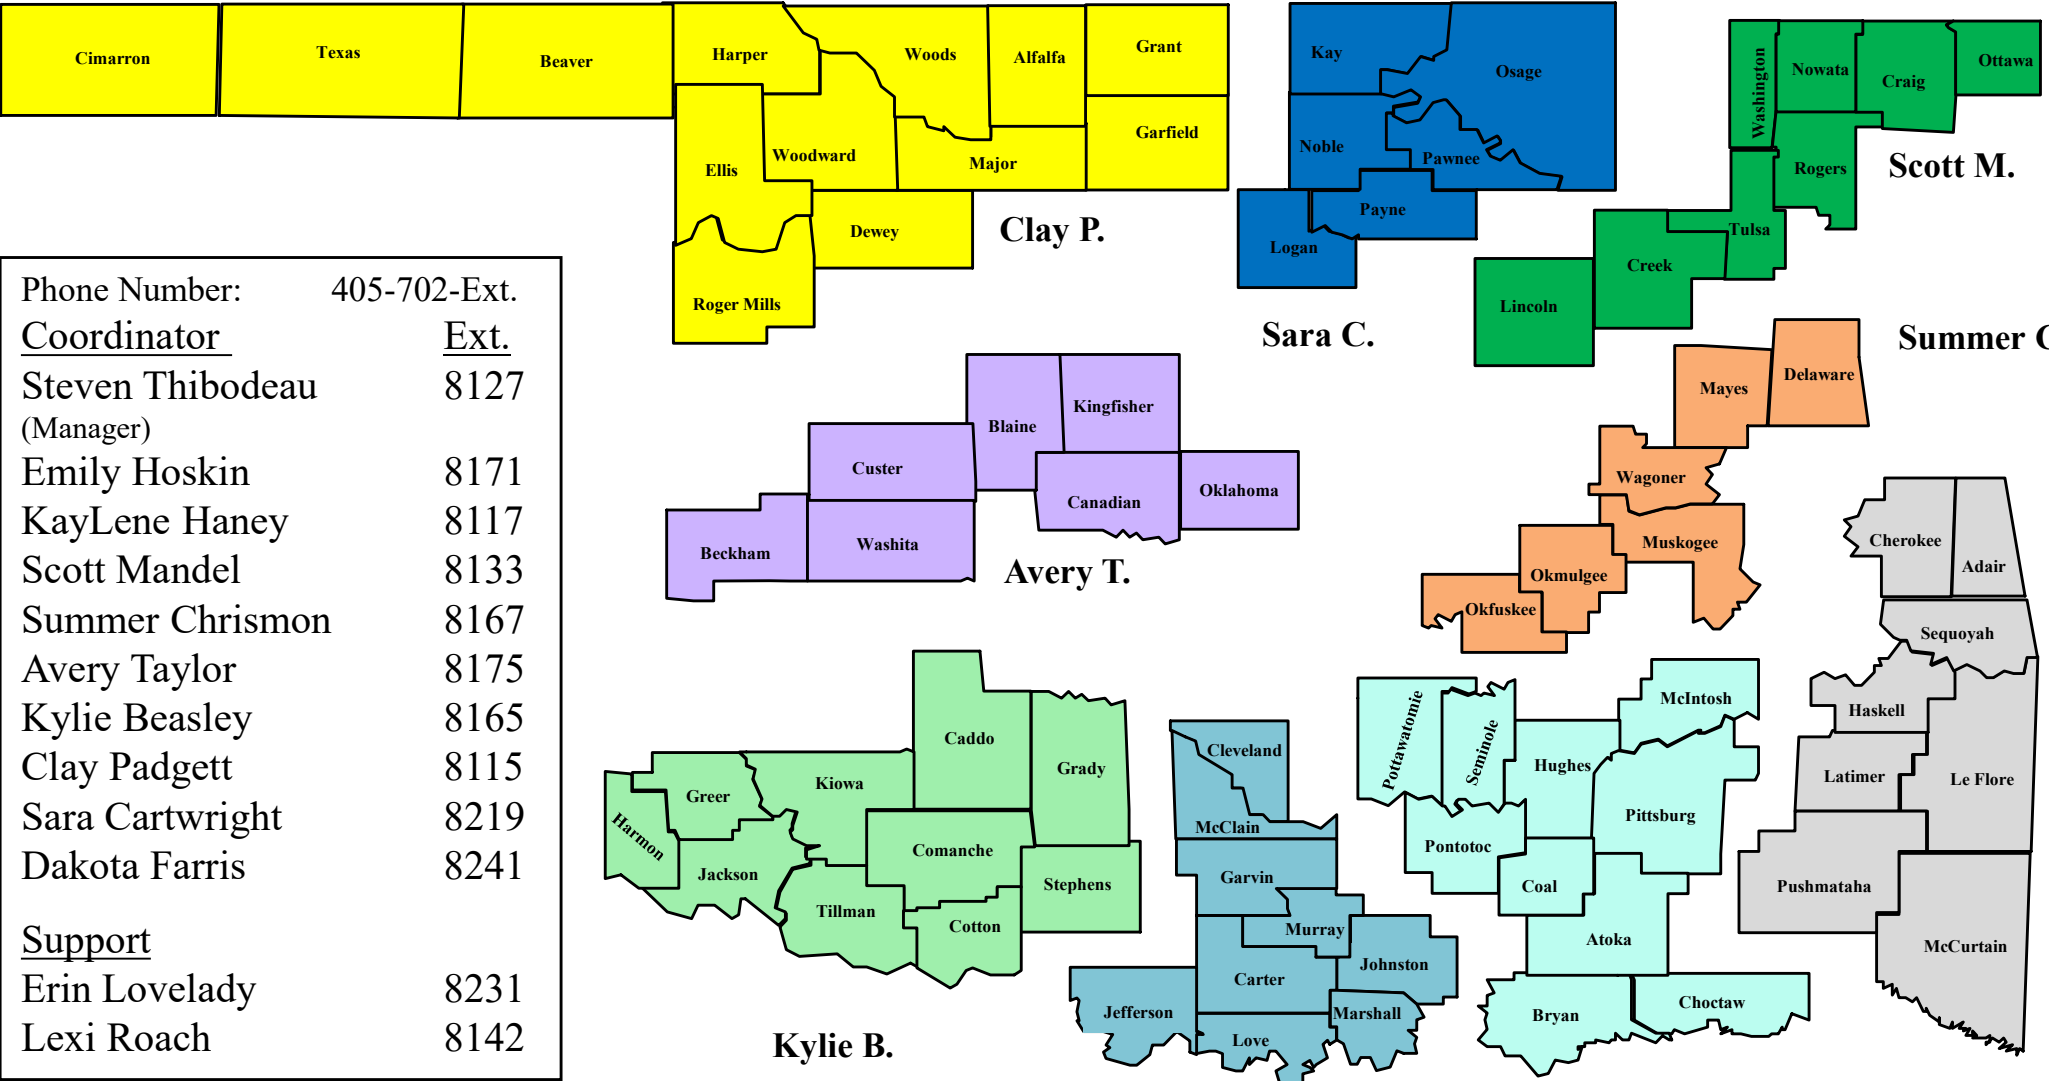 Cimarron
Texas
Beaver
Harper
Woods
Alfalfa
Grant
Garfield
Ellis
Woodward
Major
Dewey
Roger Mills
Clay P.
Kay
Osage
Noble
Pawnee
Payne
Logan
Sara C.
Washington
Nowata
Craig
Ottawa
Rogers
Tulsa
Creek
Lincoln
Scott M.
Summer C
Mayes
Delaware
Wagoner
Muskogee
Okmulgee
Okfuskee
Phone Number: 405-702-Ext.
Coordinator Ext.
Steven Thibodeau 8127
(Manager)
Emily Hoskin 8171
KayLene Haney 8117
Scott Mandel 8133
Summer Chrismon 8167
Avery Taylor 8175
Kylie Beasley 8165
Clay Padgett 8115
Sara Cartwright 8219
Dakota Farris 8241
Support
Erin Lovelady 8231
Lexi Roach 8142
Blaine
Kingfisher
Custer
Canadian
Oklahoma
Beckham
Washita
Avery T.
Cherokee
Adair
Sequoyah
Haskell
Latimer
Le Flore
Pushmataha
McCurtain
Caddo
Grady
Kiowa
Greer
Harmon
Jackson
Comanche
Stephens
Tillman
Cotton
Kylie B.
Cleveland
McClain
Garvin
Murray
Carter
Johnston
Jefferson
Marshall
Love
Pottawatomie
Seminole
Hughes
McIntosh
Pittsburg
Pontotoc
Coal
Atoka
Bryan
Choctaw